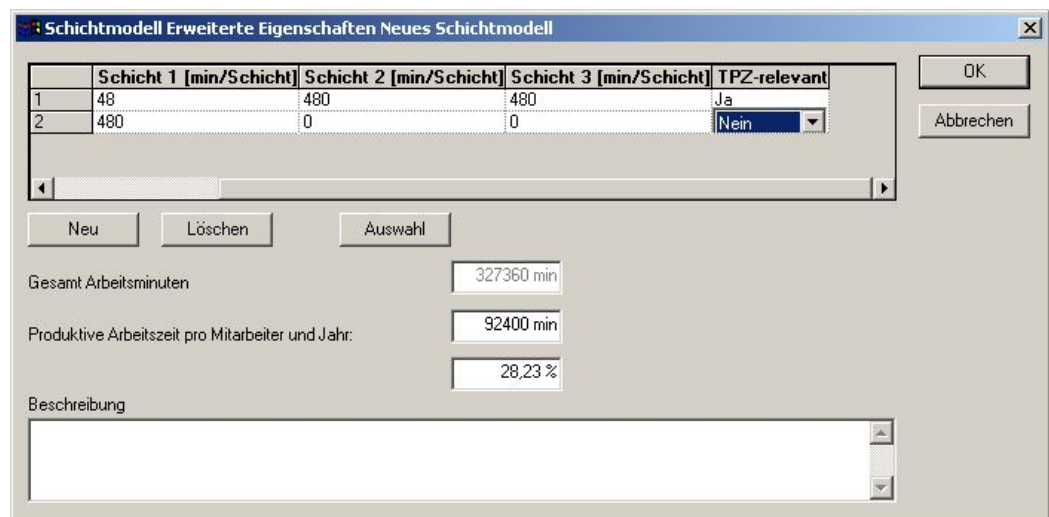 Schichtmodell Erweiterte Eigenschaften Neues Schichtmodell
Schicht 1 [min/Schicht] Schicht 2 [min/Schicht] Schicht 3 [min/Schicht] TPZ-relevant
1 48 480 480 Ja
2 480 0 0 Nein
OK
Abbrechen
Neu Löschen Auswahl
Gesamt Arbeitsminuten 327360 min
Produktive Arbeitszeit pro Mitarbeiter und Jahr: 92400 min
28,23 %
Beschreibung